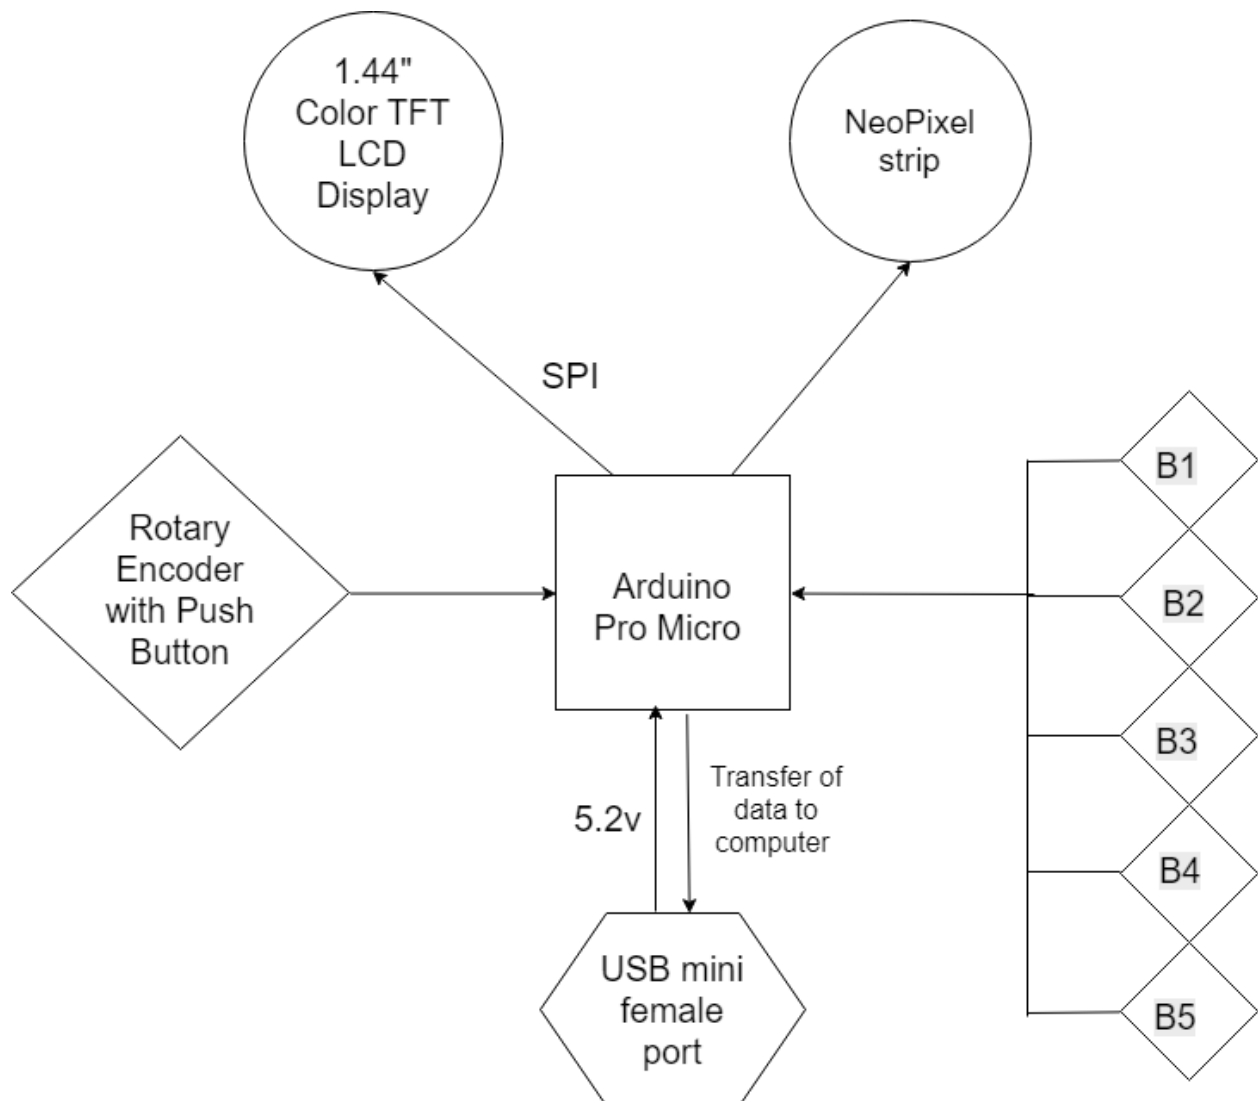 1.44"
Color TFT
LCD
Display
NeoPixel
strip
SPI
Rotary
Encoder
with Push
Button
Arduino
Pro Micro
B1
B2
B3
B4
B5
5.2v
Transfer of
data to
computer
USB mini
female
port